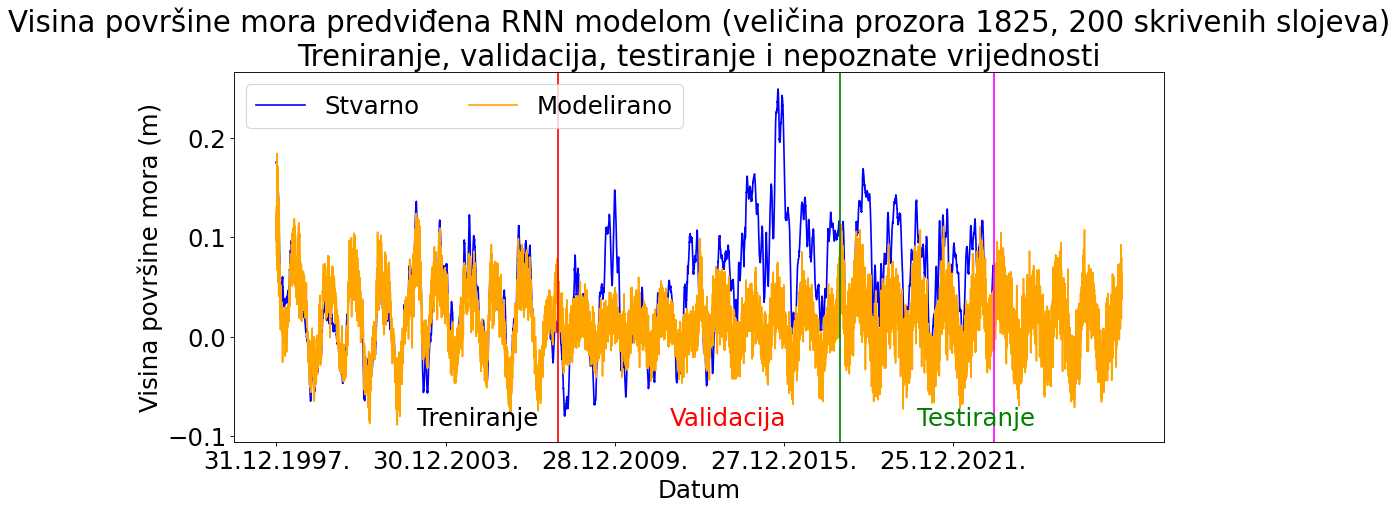 Visina površine mora predviđena RNN modelom (veličina prozora 1825, 200 skrivenih slojeva)
Treniranje, validacija, testiranje i nepoznate vrijednosti
Stvarno
Modelirano
Visina površine mora (m)
0.2
0.1
0.0
−0.1
Treniranje
Validacija
Testiranje
31.12.1997.
30.12.2003.
28.12.2009.
27.12.2015.
25.12.2021.
Datum